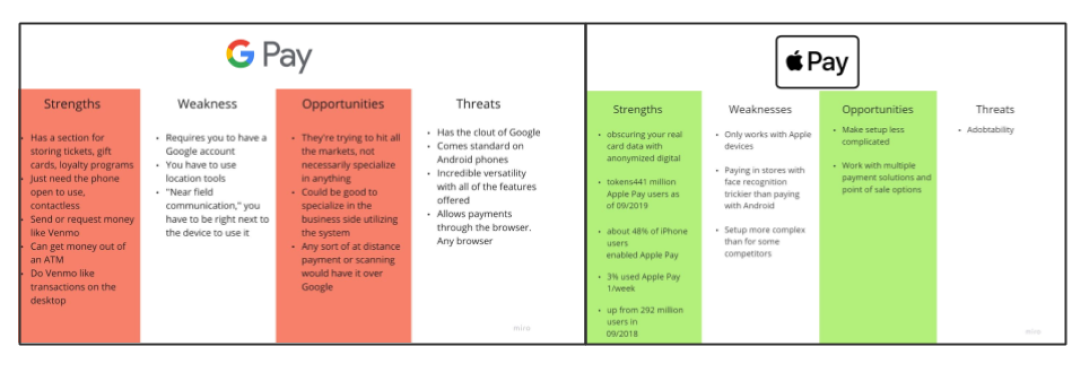 G Pay
Strengths
• Has a section for
storing tickets, gift
cards, loyalty programs
• Just need the phone
open to use,
contactless
• Send or request money
like Venmo
• Can get money out of
an ATM
• Do Venmo like
transactions on the
desktop
Weakness
• Requires you to have a
Google account
• You have to use
location tools
• "Near field
communication," you
have to be right next to
the device to use it
Opportunities
• They're trying to hit all
the markets, not
necessarily specialize
in anything
• Could be good to
specialize in the
business side utilizing
the system
• Any sort of at distance
payment or scanning
would have it over
Google
Threats
• Has the clout of Google
• Comes standard on
Android phones
• Incredible versatility
with all of the features
offered
• Allows payments
through the browser.
Any browser
miro
Pay
Strengths
• obscuring your real
card data with
anonymized digital
• tokens441 million
Apple Pay users as
of 09/2019
• about 48% of iPhone
users
enabled Apple Pay
• 3% used Apple Pay
1/week
• up from 292 million
users in
09/2018
Weaknesses
• Only works with Apple
devices
• Paying in stores with
face recognition
trickier than paying
with Android
• Setup more complex
than for some
competitors
Opportunities
• Make setup less
complicated
• Work with multiple
payment solutions and
point of sale options
Threats
• Adobtability
miro